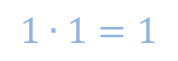 1 · 1 = 1